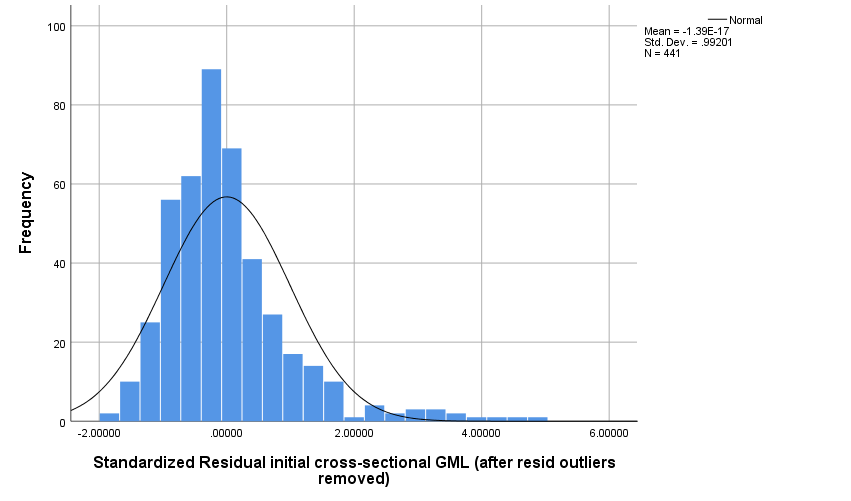 Normal
Mean = -1.39E-17
Std. Dev. = .99201
N = 441
100
80
60
40
20
0
Frequency
-2.00000 .00000 2.00000 4.00000 6.00000
Standardized Residual initial cross-sectional GML (after resid outliers
removed)